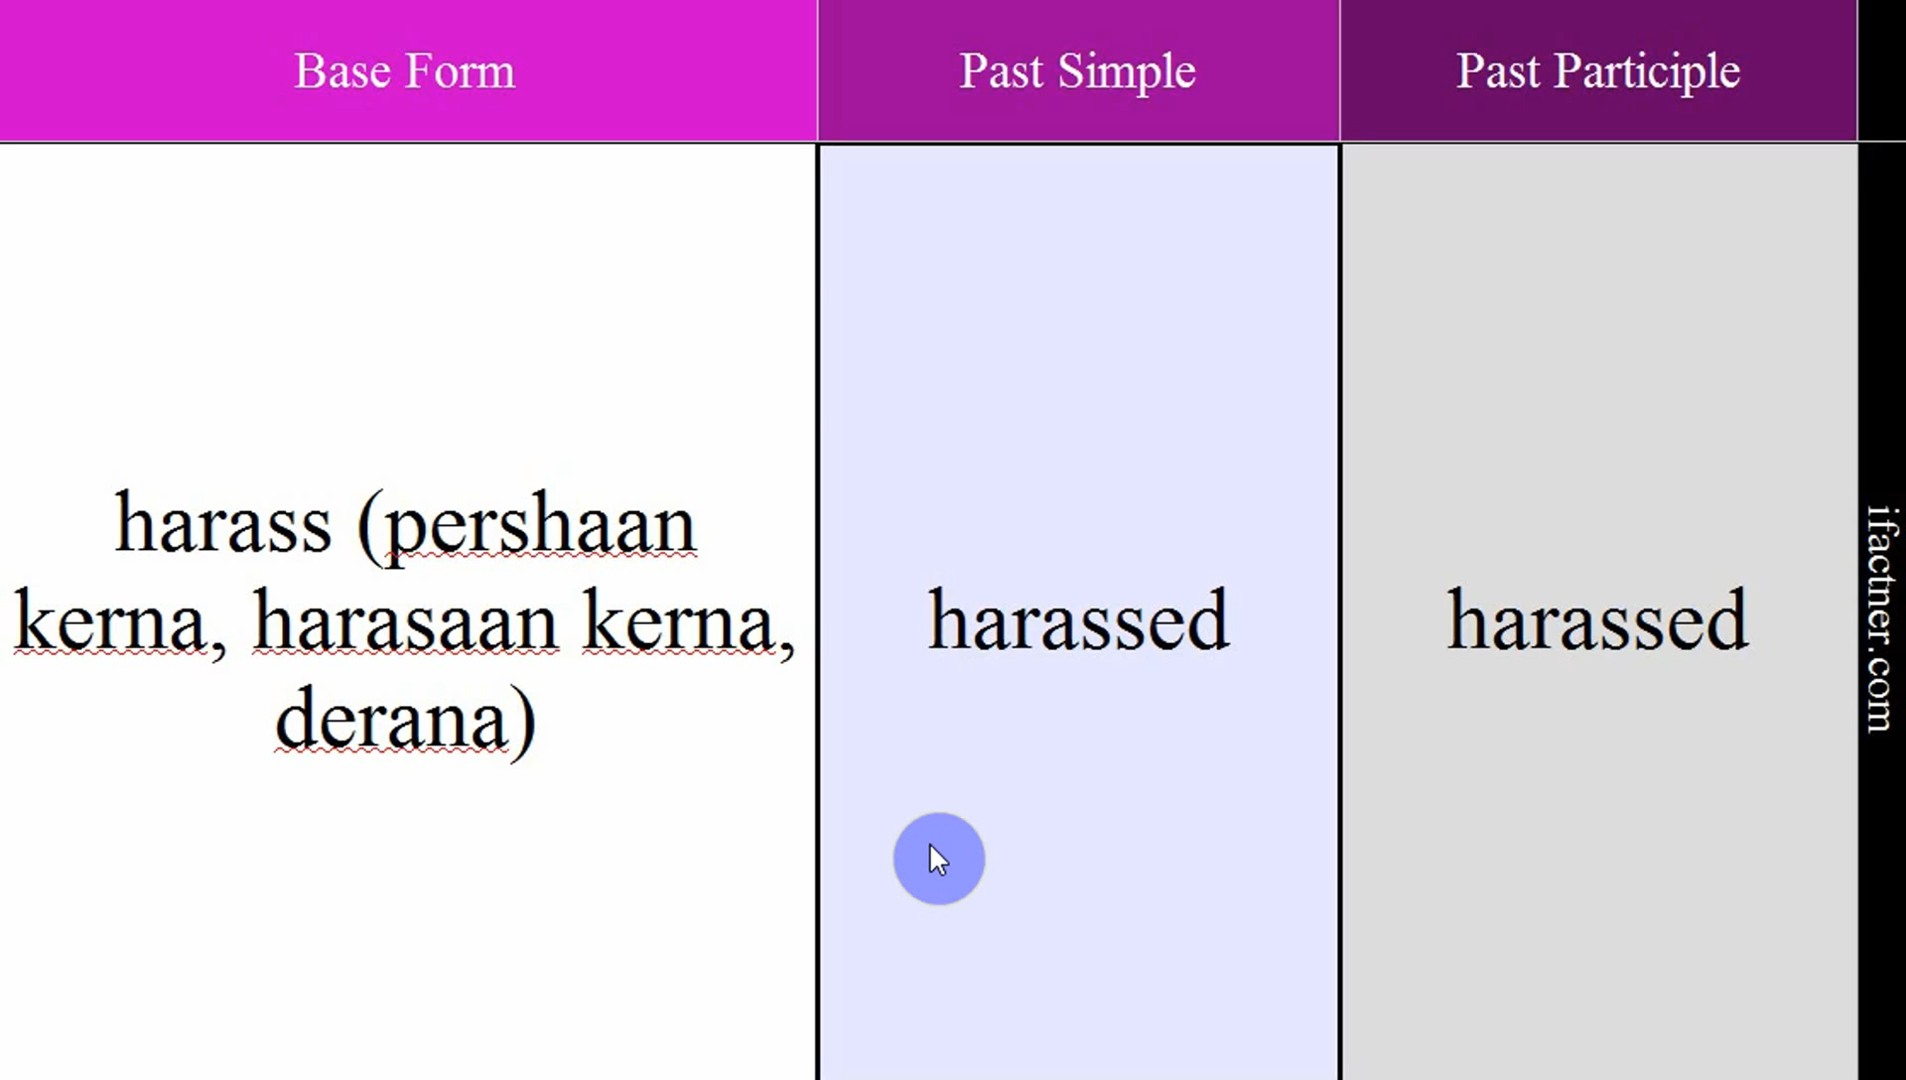 Base Form
Past Simple
Past Participle
harass (pershaan
kerna, harasaan kerna,
derana)
harassed
harassed
ifactner.com